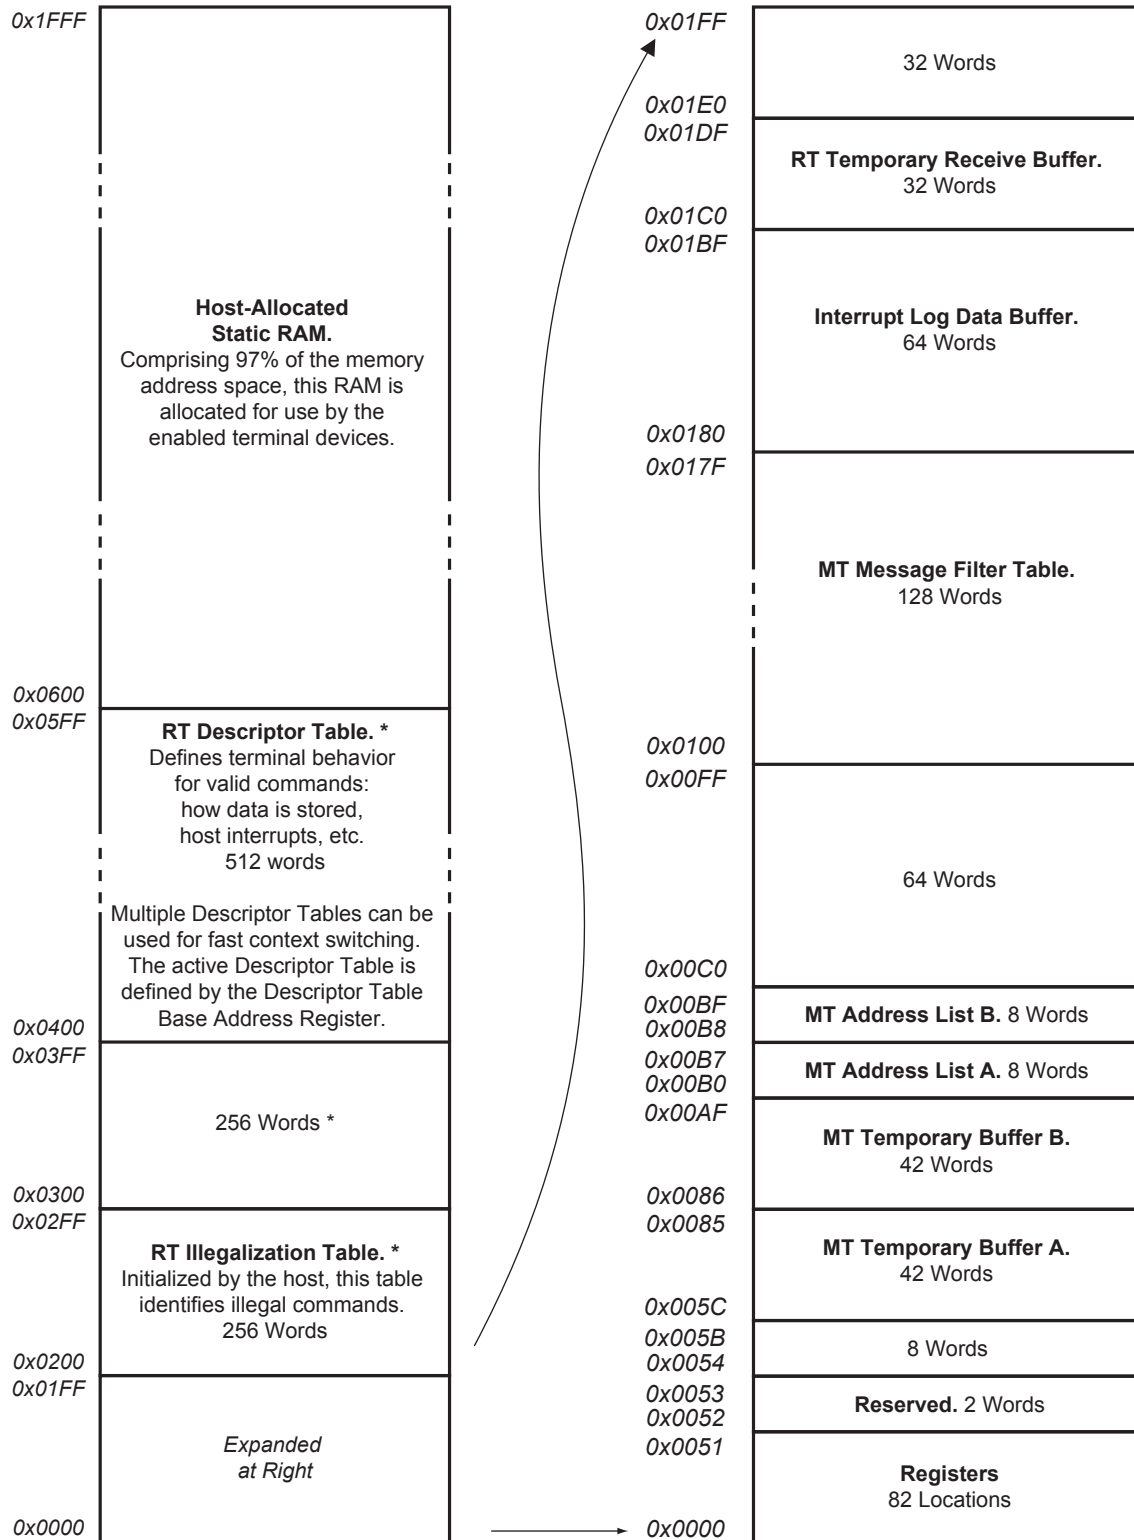 0x1FFF
Host-Allocated
Static RAM.
Comprising 97% of the memory
address space, this RAM is
allocated for use by the
enabled terminal devices.
0x0600
0x05FF
RT Descriptor Table. *
Defines terminal behavior
for valid commands:
how data is stored,
host interrupts, etc.
512 words
Multiple Descriptor Tables can be
used for fast context switching.
The active Descriptor Table is
defined by the Descriptor Table
Base Address Register.
0x0400
0x03FF
256 Words *
0x0300
0x02FF
RT Illegalization Table. *
Initialized by the host, this table
identifies illegal commands.
256 Words
0x0200
0x01FF
Expanded
at Right
0x0000
0x01FF
32 Words
0x01E0
0x01DF
RT Temporary Receive Buffer.
32 Words
0x01C0
0x01BF
Interrupt Log Data Buffer.
64 Words
0x0180
0x017F
MT Message Filter Table.
128 Words
0x0100
0x00FF
64 Words
0x00C0
0x00BF
MT Address List B. 8 Words
0x00B8
0x00B7
MT Address List A. 8 Words
0x00B0
0x00AF
MT Temporary Buffer B.
42 Words
0x0086
0x0085
MT Temporary Buffer A.
42 Words
0x005C
0x005B
8 Words
0x0054
0x0053
Reserved. 2 Words
0x0052
0x0051
Registers
82 Locations
0x0000